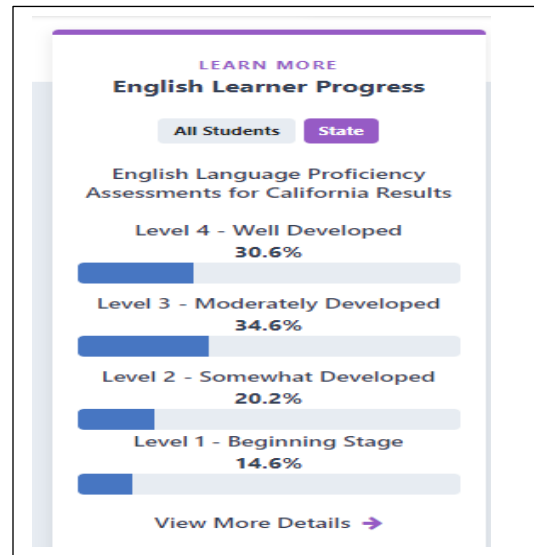 LEARN MORE
English Learner Progress
All Students State
English Language Proficiency
Assessments for California Results
Level 4 - Well Developed
30.6%
Level 3 - Moderately Developed
34.6%
Level 2 - Somewhat Developed
20.2%
Level 1 - Beginning Stage
14.6%
View More Details →